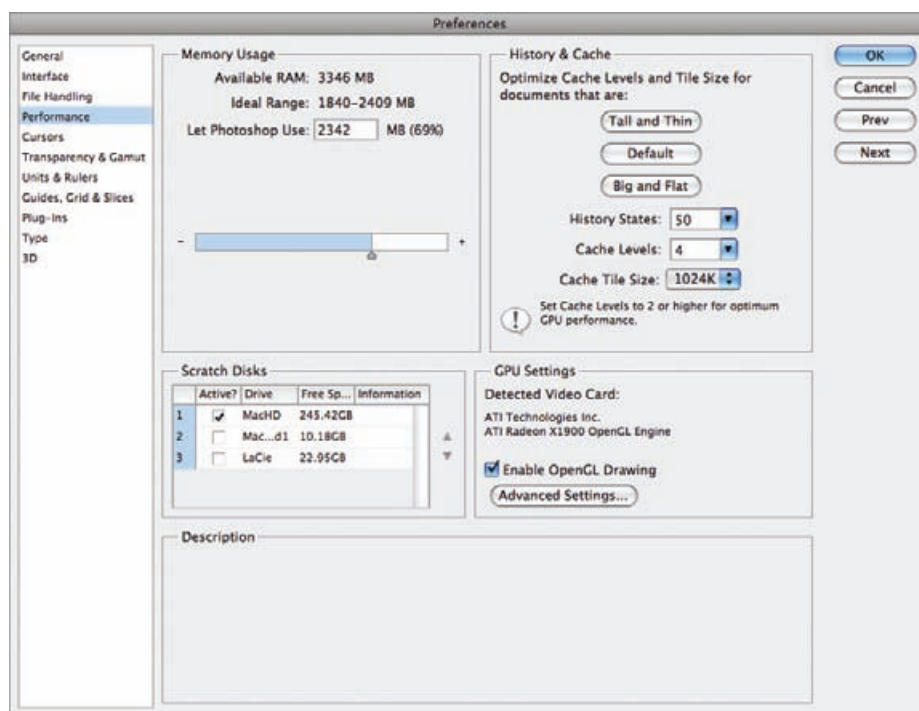 Preferences
General
Interface
File Handling
Performance
Cursors
Transparency & Gamut
Units & Rulers
Guides, Grid & Slices
Plug-Ins
Type
3D
Memory Usage
Available RAM: 3346 MB
Ideal Range: 1840-2409 MB
Let Photoshop Use: 2342 MB (69%)
- +
History & Cache
Optimize Cache Levels and Tile Size for
documents that are:
Tall and Thin
Default
Big and Flat
History States: 50
Cache Levels: 4
Cache Tile Size: 1024K
Set Cache Levels to 2 or higher for optimum
GPU performance.
OK
Cancel
Prev
Next
Scratch Disks
Active? Drive Free Sp... Information
1 MacHD 245.42GB
2 Mac...d1 10.18GB
3 LaCie 22.95GB
GPU Settings
Detected Video Card:
ATI Technologies Inc.
ATI Radeon X1900 OpenGL Engine
Enable OpenGL Drawing
Advanced Settings...
Description